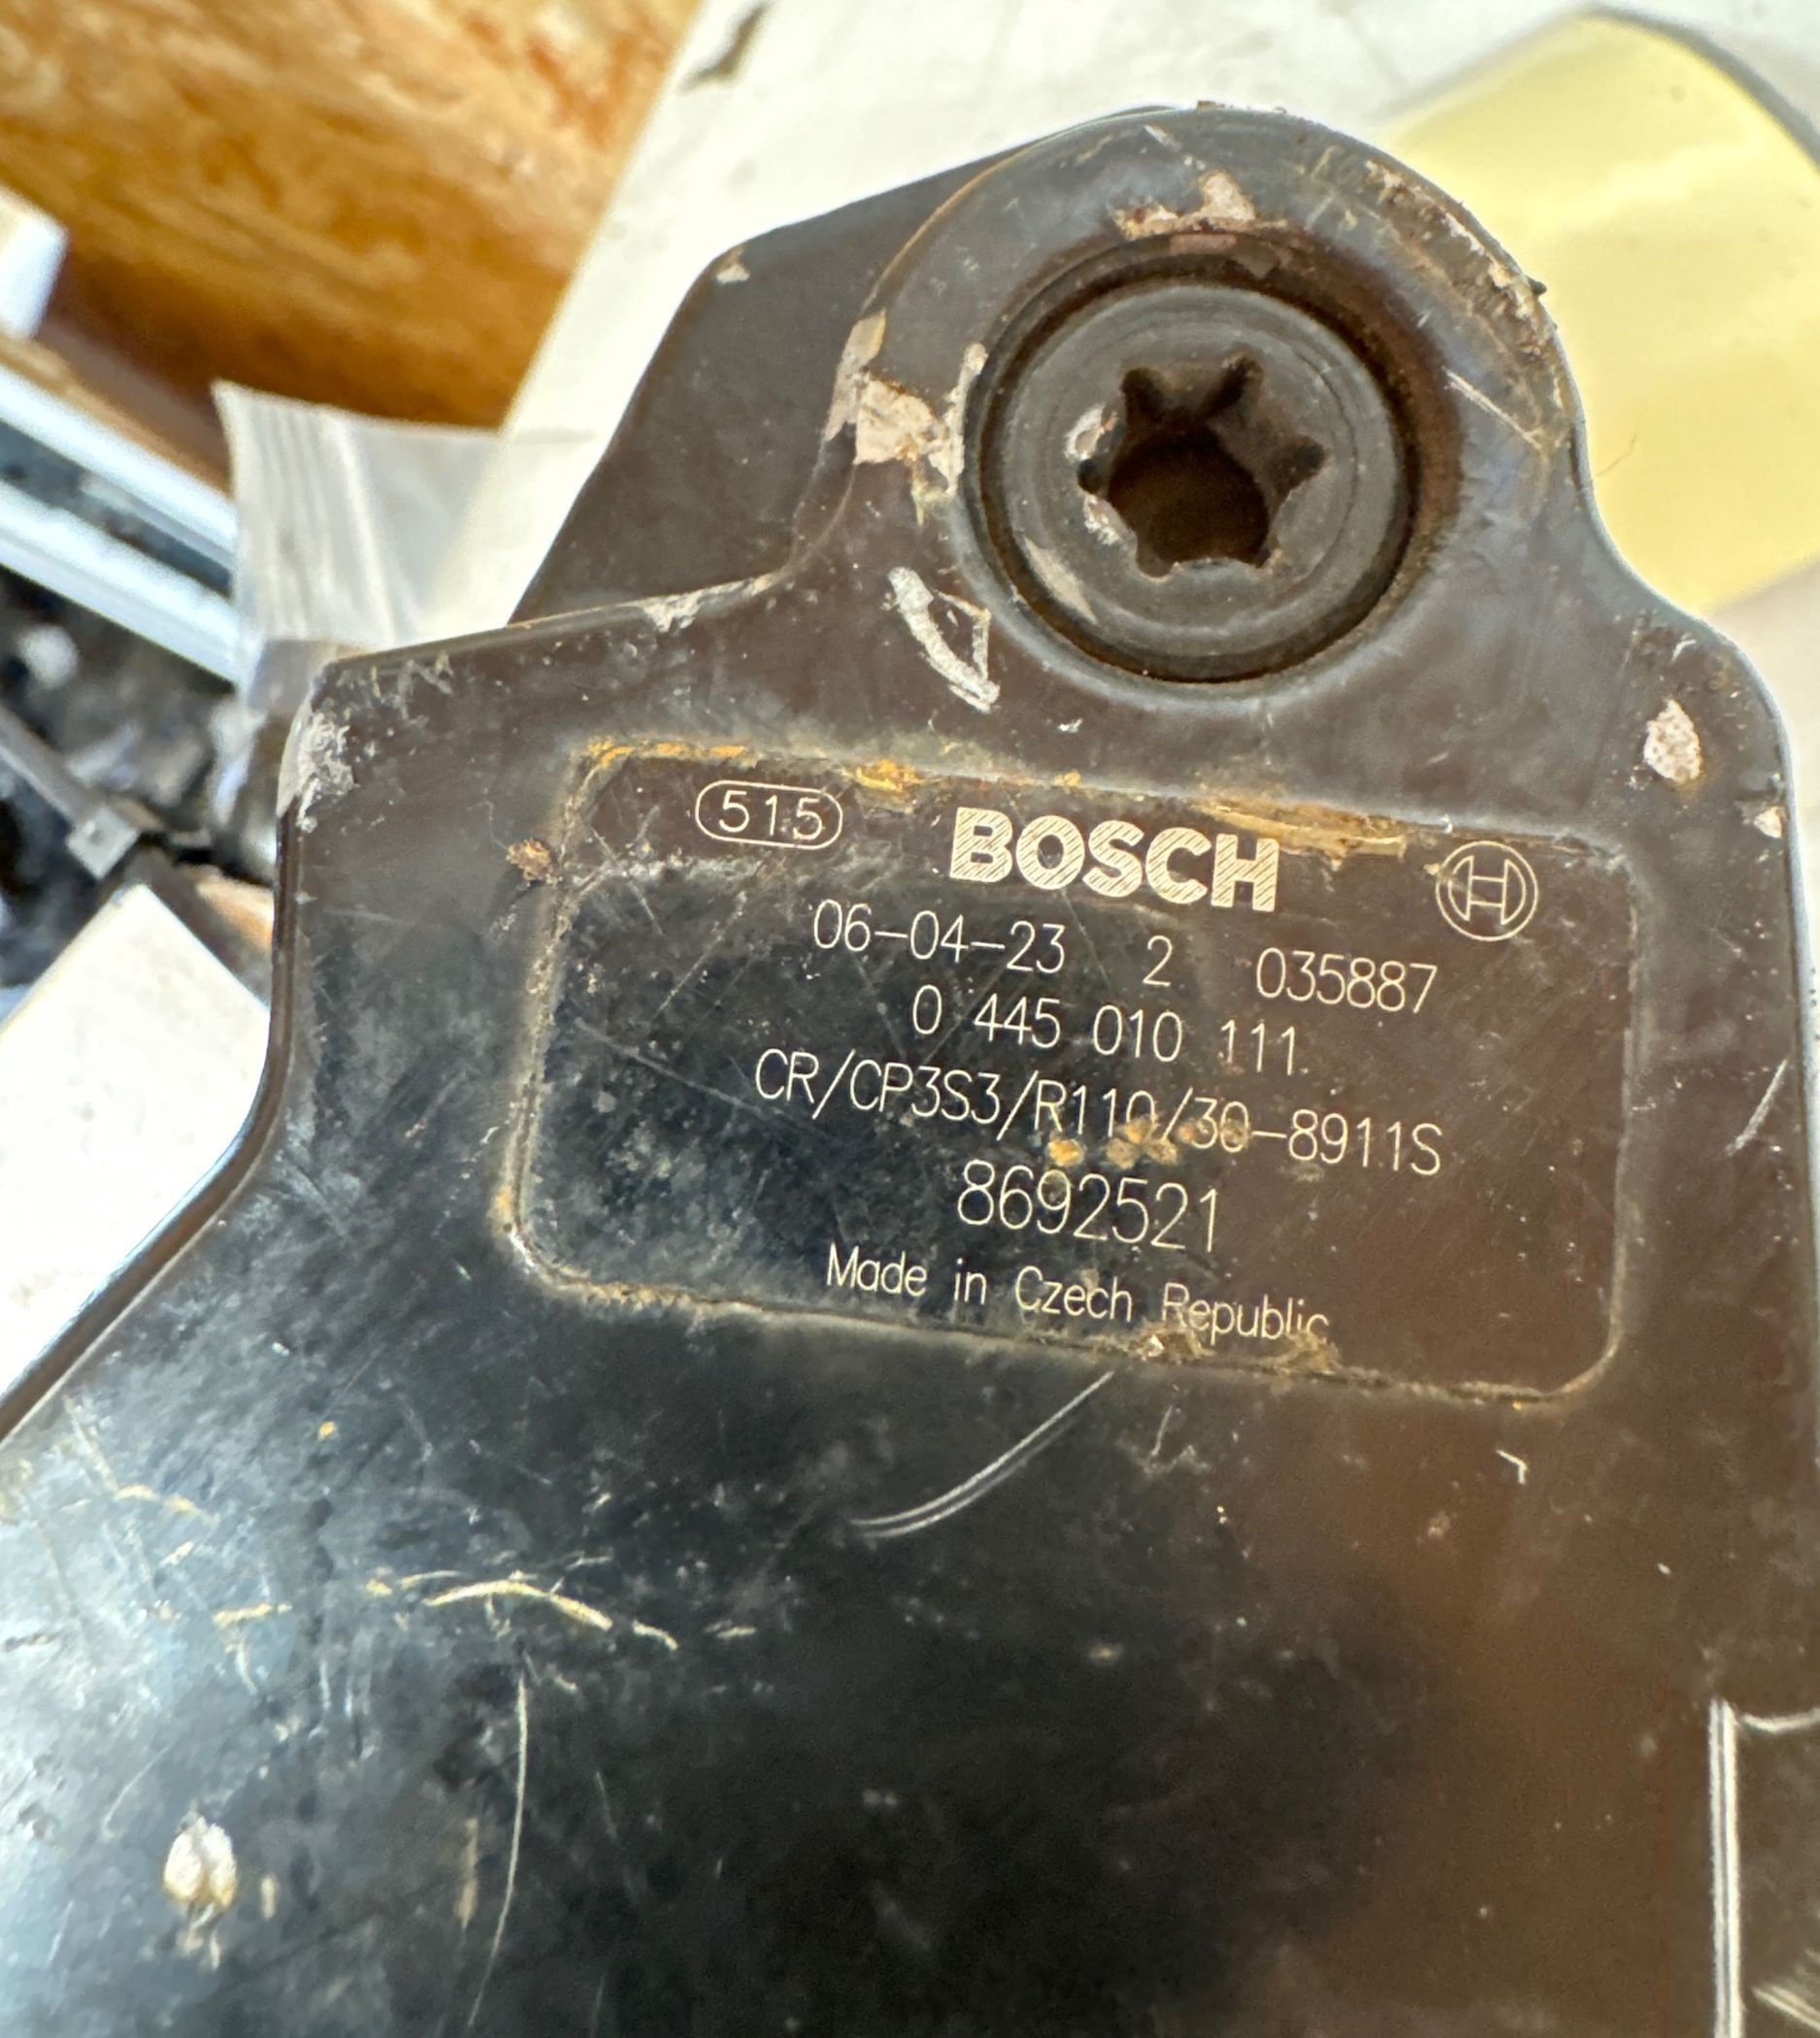 515 BOSCH
06-04-23 2 035887
0 445 010 111
CR/CP3S3/R110/30-8911S
8692521
Made in Czech Republic